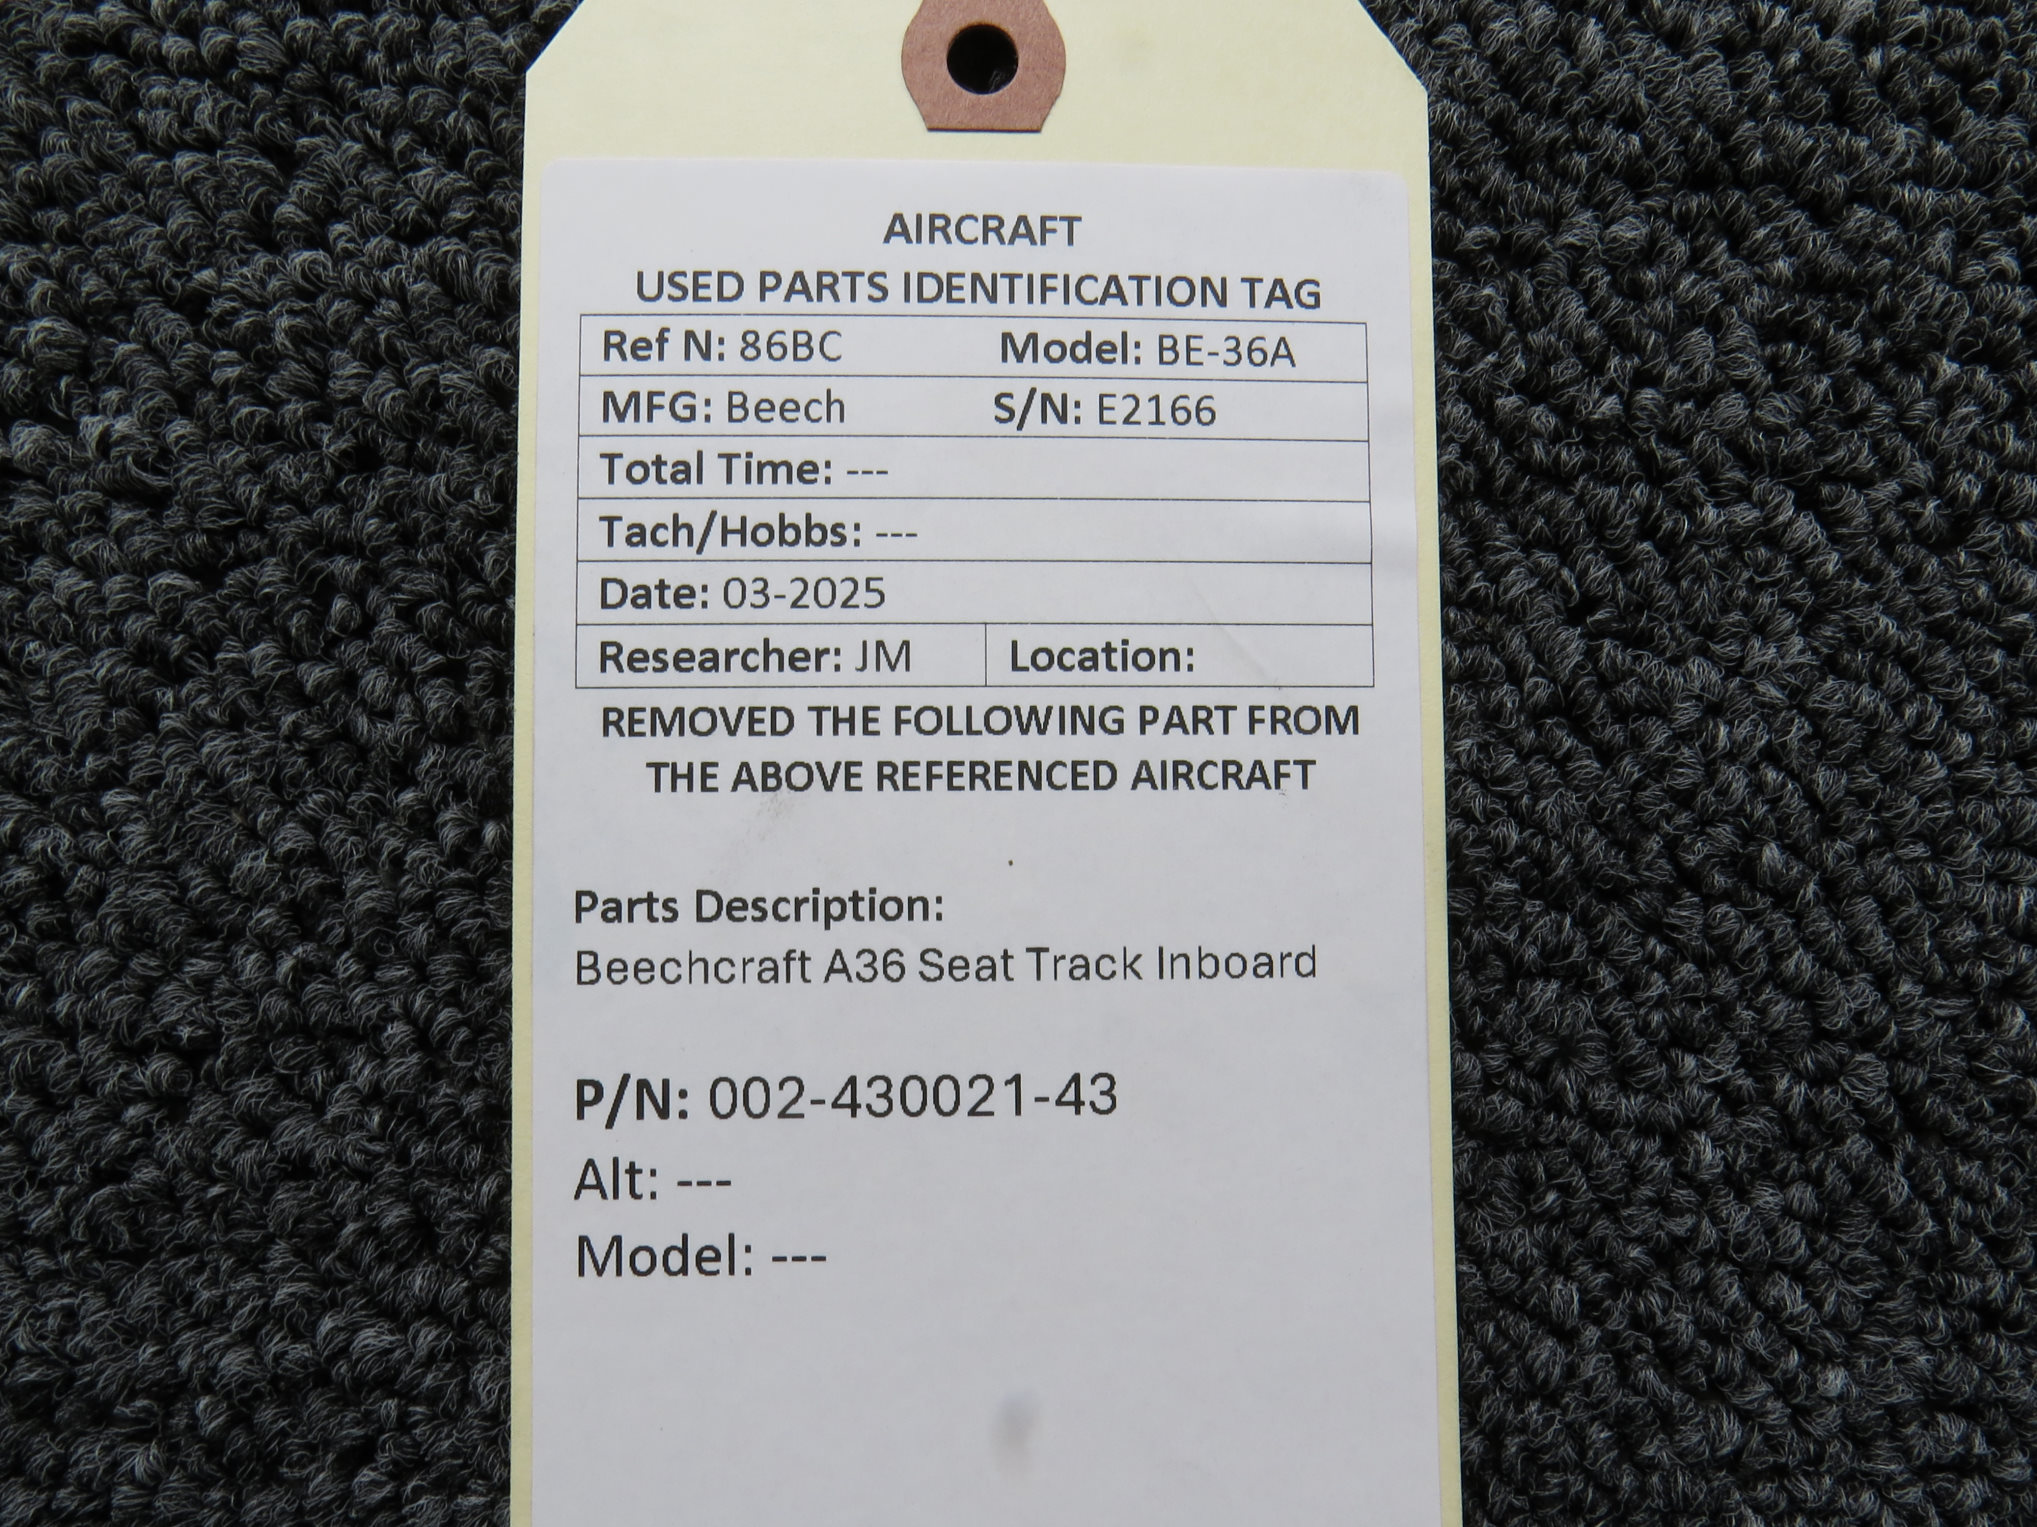 AIRCRAFT
USED PARTS IDENTIFICATION TAG
Ref N: 86BC Model: BE-36A
MFG: Beech S/N: E2166
Total Time: ---
Tach/Hobbs: ---
Date: 03-2025
Researcher: JM Location:
REMOVED THE FOLLOWING PART FROM
THE ABOVE REFERENCED AIRCRAFT
Parts Description:
Beechcraft A36 Seat Track Inboard
P/N: 002-430021-43
Alt: ---
Model: ---